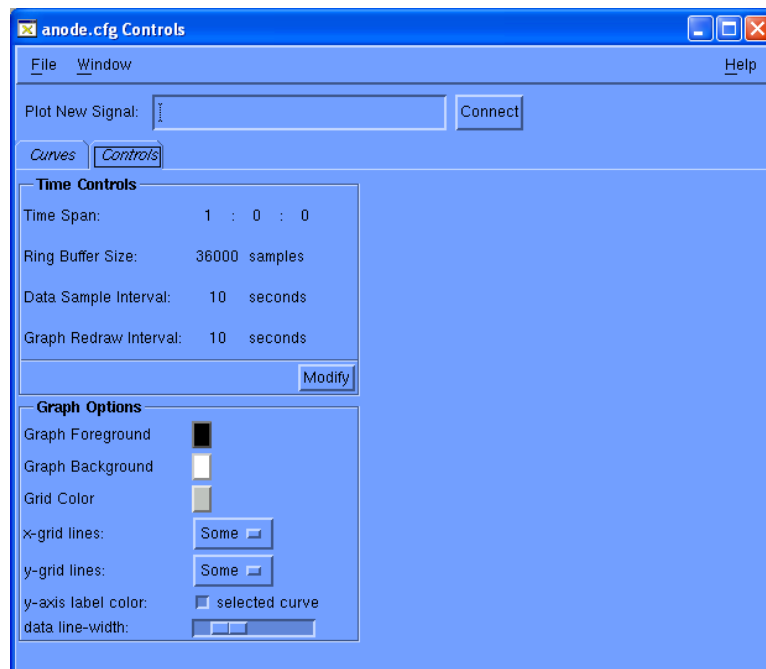 anode.cfg Controls
File Window Help
Plot New Signal: Connect
Curves Controls
Time Controls
Time Span: 1 : 0 : 0
Ring Buffer Size: 36000 samples
Data Sample Interval: 10 seconds
Graph Redraw Interval: 10 seconds
Modify
Graph Options
Graph Foreground
Graph Background
Grid Color
x-grid lines: Some
y-grid lines: Some
y-axis label color: selected curve
data line-width: